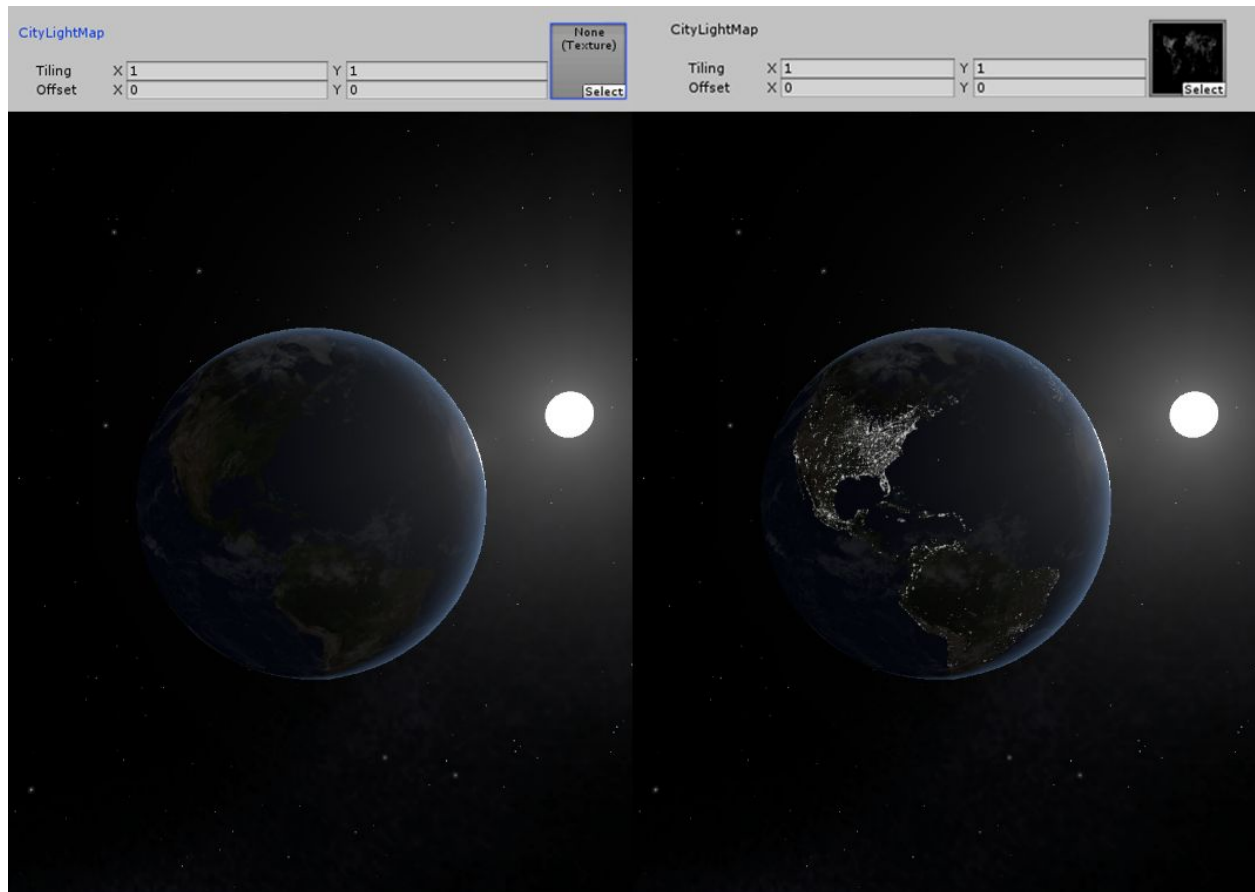 CityLightMap
None
(Texture)
Tiling X 1 Y 1
Offset X 0 Y 0
Select
CityLightMap
Tiling X 1 Y 1
Offset X 0 Y 0
Select